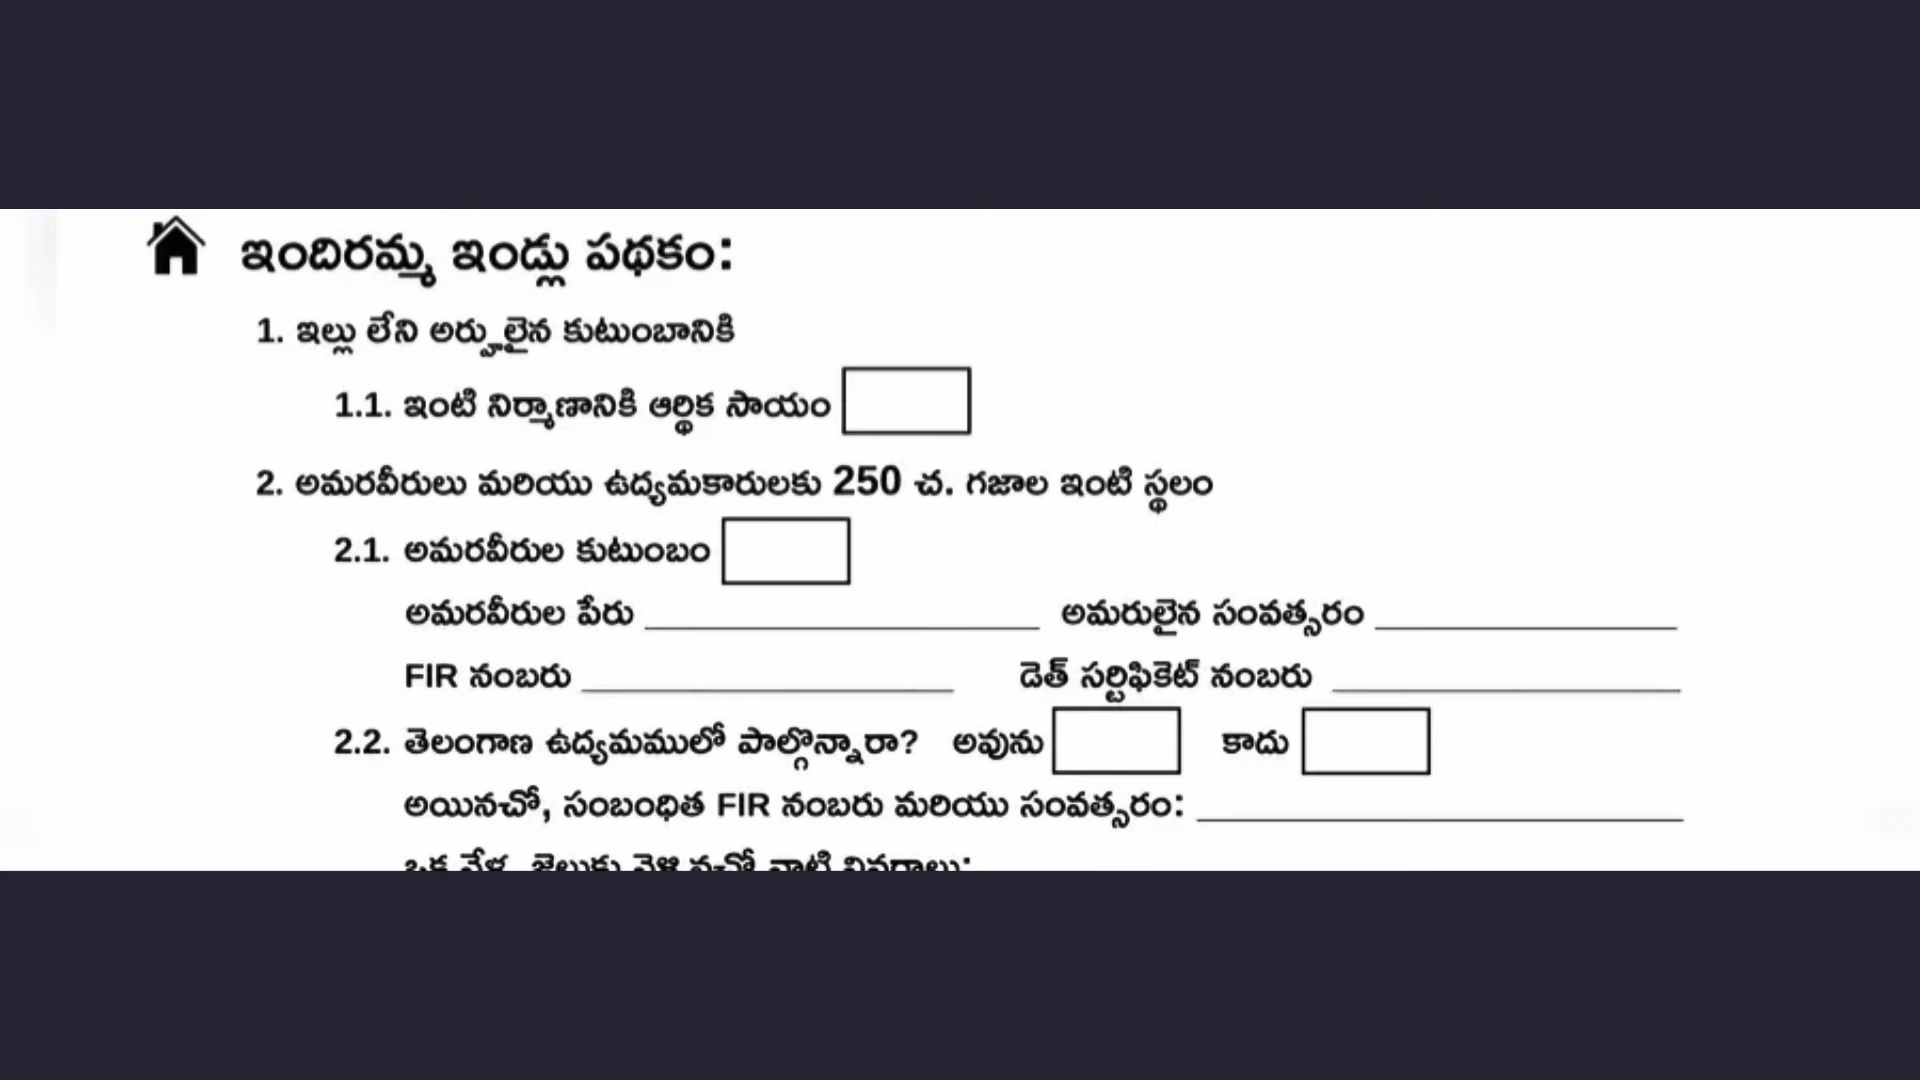 ఇందిరమ్మ ఇండ్లు పథకం:
1. ఇల్లు లేని అర్హులైన కుటుంబానికి
1.1. ఇంటి నిర్మాణానికి ఆర్థిక సాయం
2. అమరవీరులు మరియు ఉద్యమకారులకు 250 చ. గజాల ఇంటి స్థలం
2.1. అమరవీరుల కుటుంబం
అమరవీరుల పేరు అమరులైన సంవత్సరం
FIR నంబరు డెత్ సర్టిఫికెట్ నంబరు
2.2. తెలంగాణ ఉద్యమములో పాల్గొన్నారా? అవును కాదు
అయినచో, సంబంధిత FIR నంబరు మరియు సంవత్సరం: